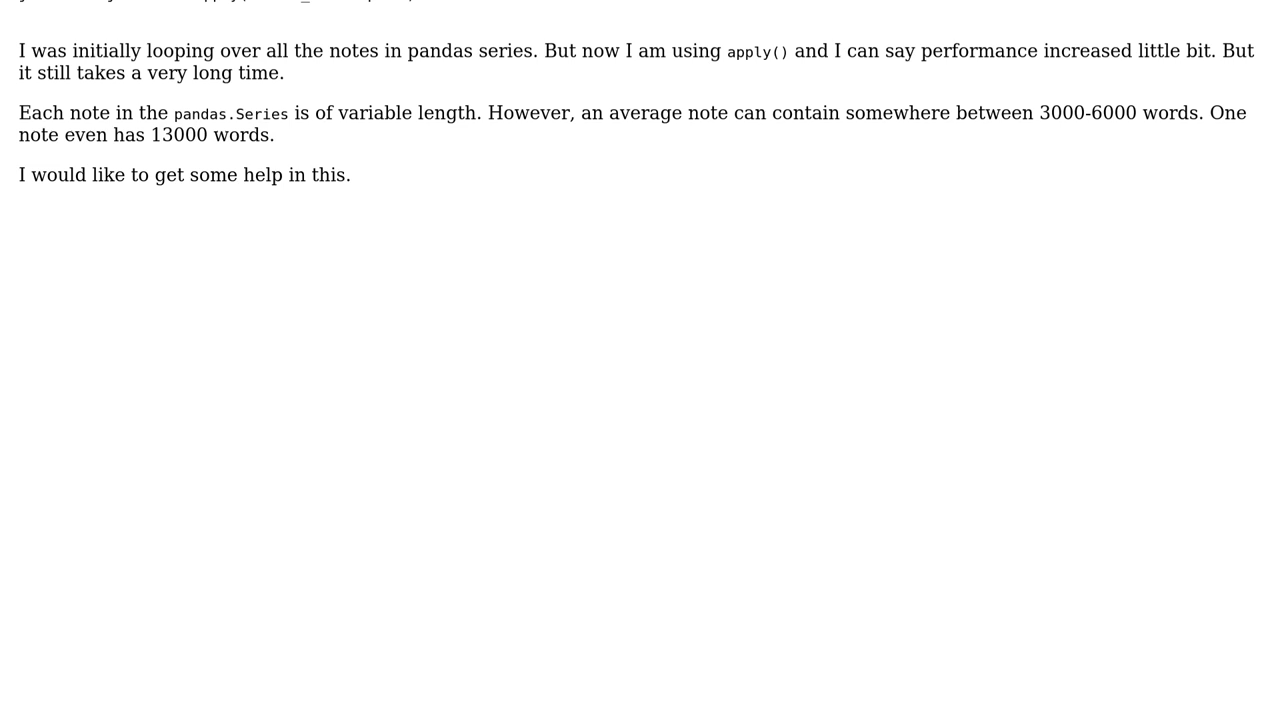 I was initially looping over all the notes in pandas series. But now I am using apply() and I can say performance increased little bit. But
it still takes a very long time.
Each note in the pandas.Series is of variable length. However, an average note can contain somewhere between 3000-6000 words. One
note even has 13000 words.
I would like to get some help in this.